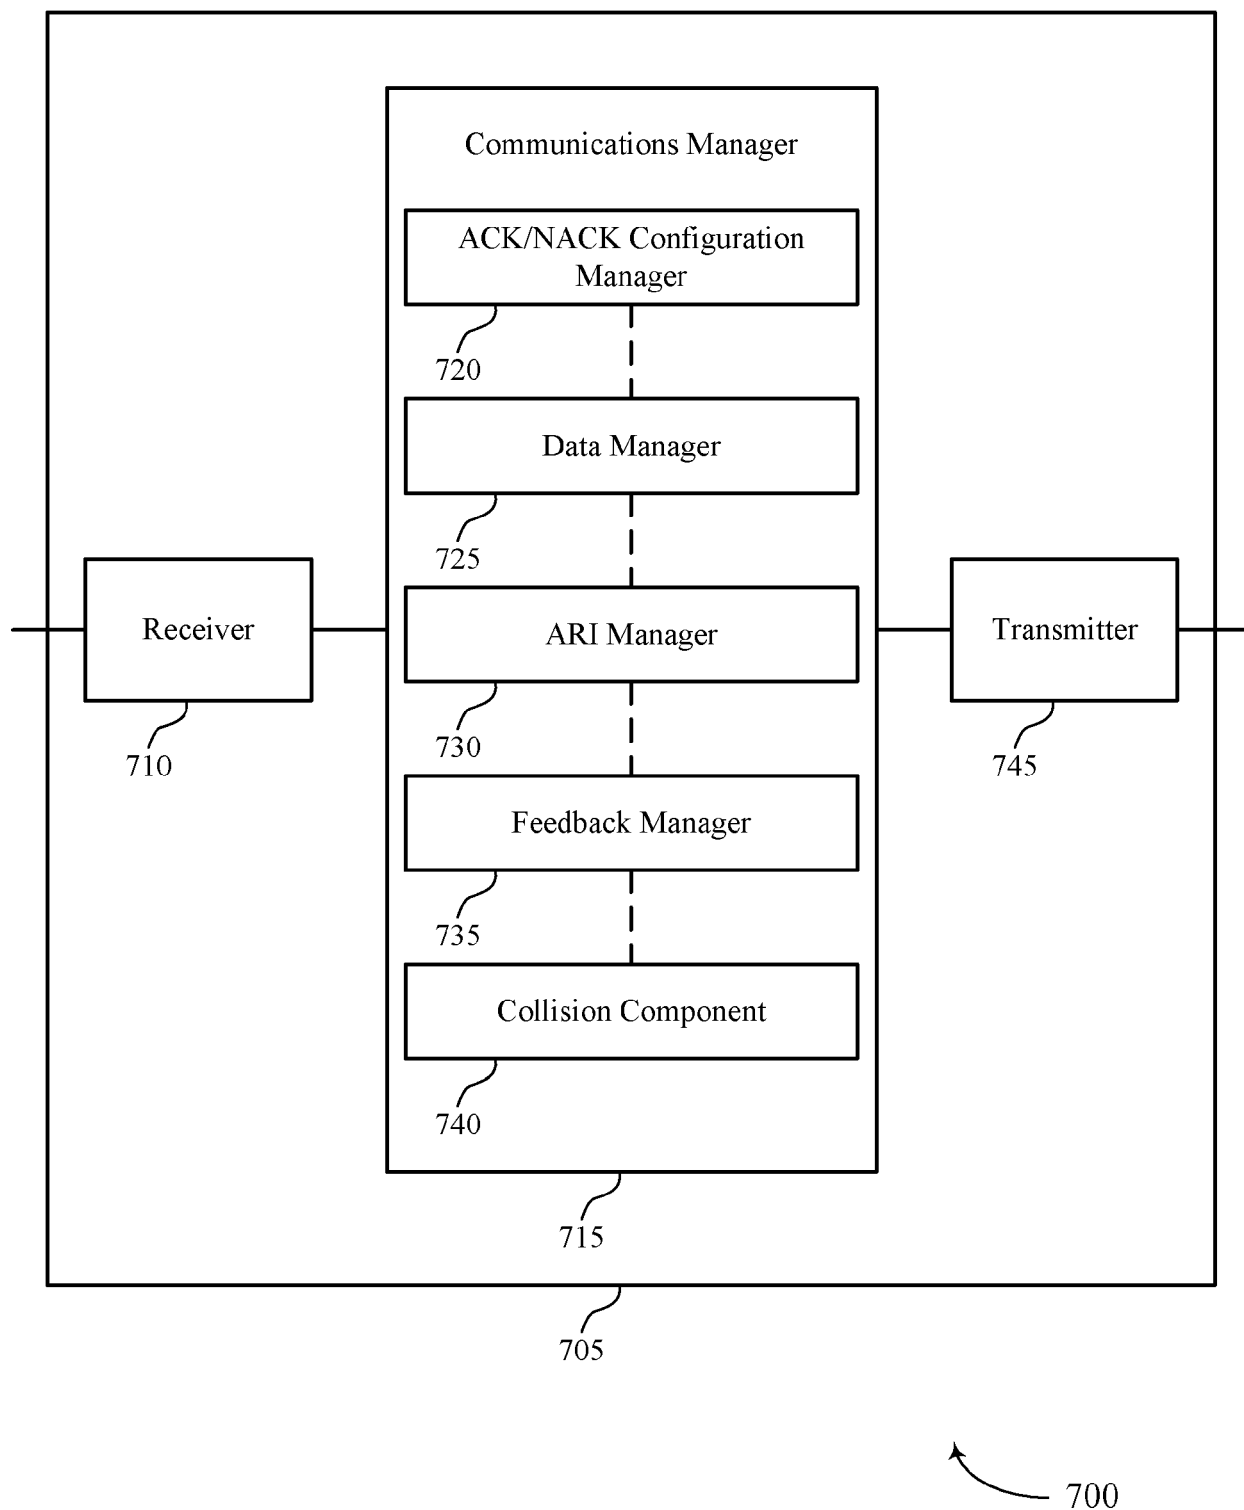 Communications Manager
ACK/NACK Configuration
Manager
720
Data Manager
725
Receiver
ARI Manager
Transmitter
710
730
745
Feedback Manager
735
Collision Component
740
715
705
700